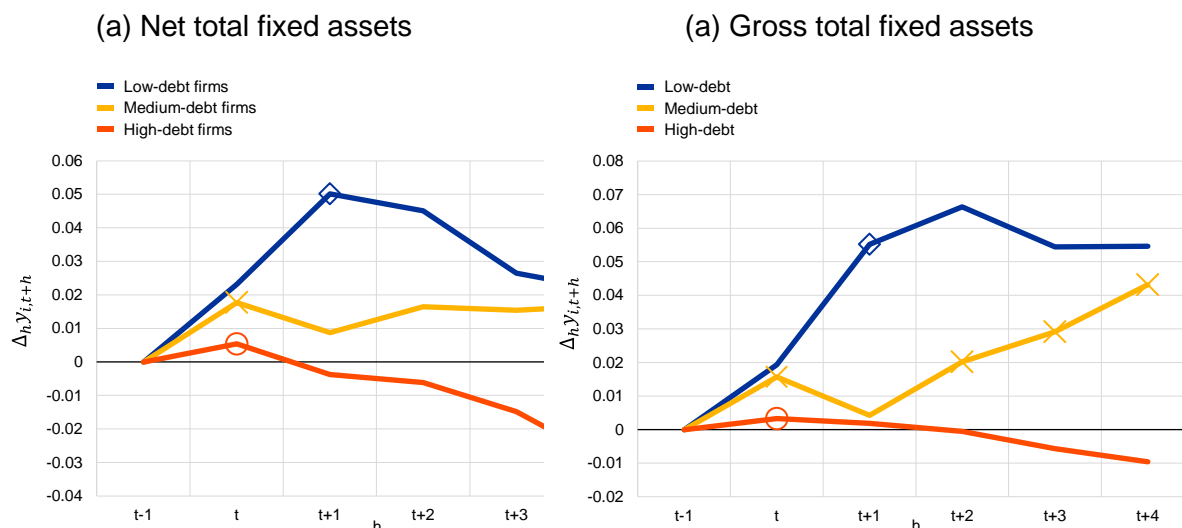 (a) Net total fixed assets
Low-debt firms
Medium-debt firms
High-debt firms
0.06
0.05
0.04
0.03
0.02
0.01
0
-0.01
-0.02
-0.03
-0.04
Δₕ𝑦ᵢ,ₜ₊ₕ
t-1 t t+1 t+2 t+3
h
(a) Gross total fixed assets
Low-debt
Medium-debt
High-debt
0.08
0.07
0.06
0.05
0.04
0.03
0.02
0.01
0
-0.01
-0.02
Δₕ𝑦ᵢ,ₜ₊ₕ
t-1 t t+1 t+2 t+3 t+4
h